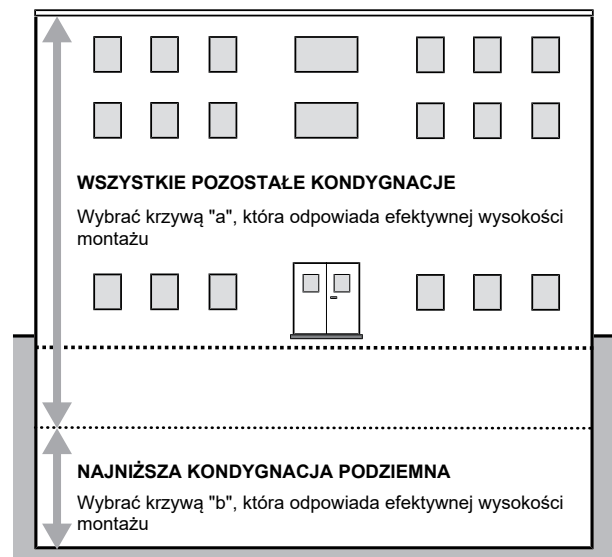 WSZYSTKIE POZOSTAŁE KONDYGNACJE
Wybrać krzywą "a", która odpowiada efektywnej wysokości
montażu
NAJNIŻSZA KONDYGNACJA PODZIEMNA
Wybrać krzywą "b", która odpowiada efektywnej wysokości
montażu